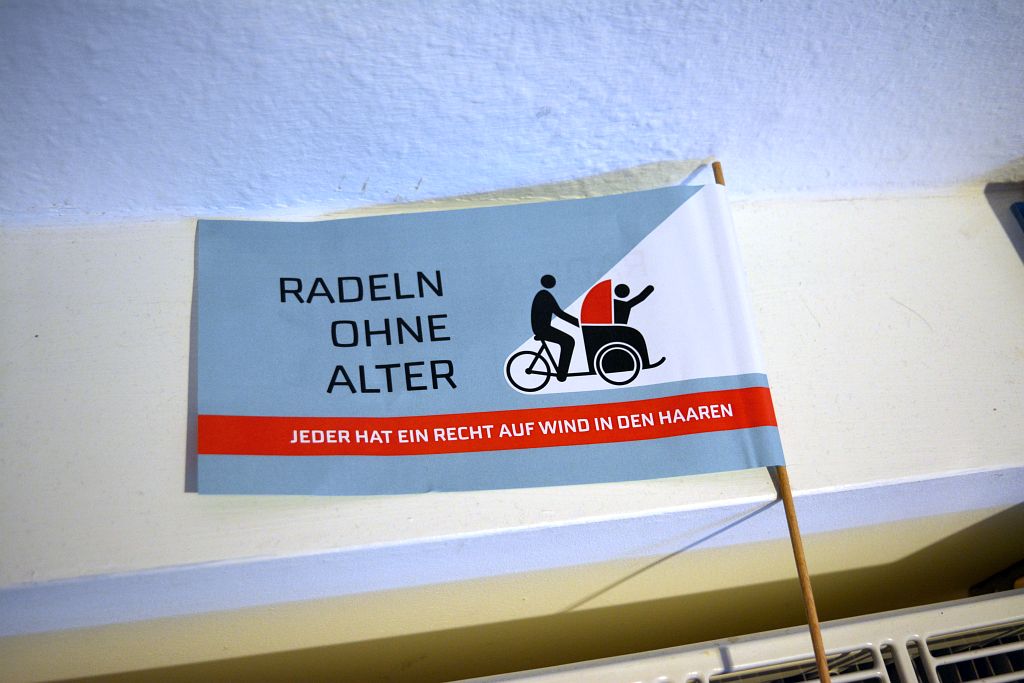 RADELN
OHNE
ALTER
JEDER HAT EIN RECHT AUF WIND IN DEN HAAREN